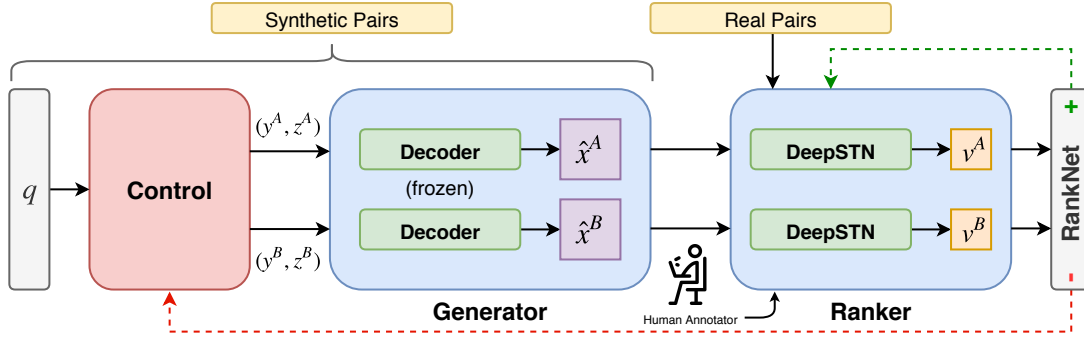 Synthetic Pairs
Real Pairs
q
Control
(y^A, z^A)
(y^B, z^B)
Decoder
x̂^A
(frozen)
Decoder
x̂^B
Generator
DeepSTN
v^A
DeepSTN
v^B
Ranker
Human Annotator
+
RankNet
-